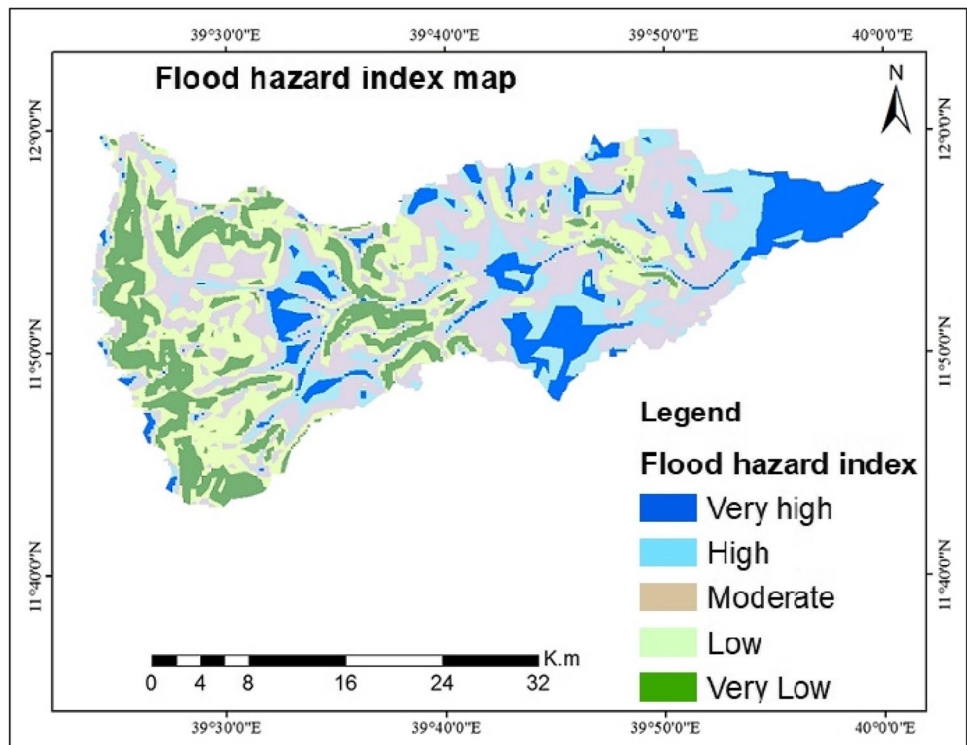 39°30'0"E 39°40'0"E 39°50'0"E 40°0'0"E
Flood hazard index map
N
12°0'0"N 12°0'0"N
11°50'0"N 11°50'0"N
Legend
Flood hazard index
Very high
High
11°40'0"N 11°40'0"N
Moderate
Low
K.m
0 4 8 16 24 32
Very Low
39°30'0"E 39°40'0"E 39°50'0"E 40°0'0"E